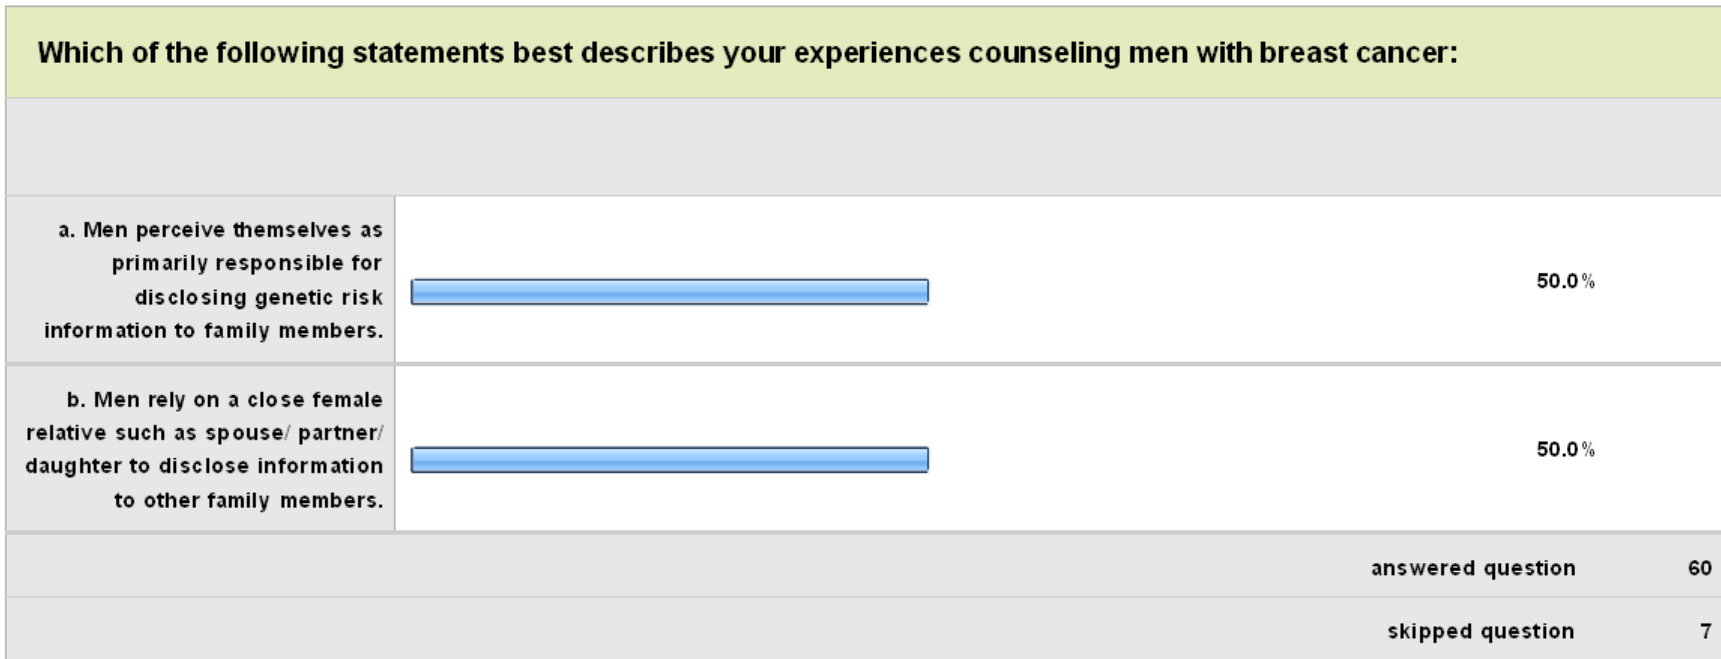 Which of the following statements best describes your experiences counseling men with breast cancer:
a. Men perceive themselves as
primarily responsible for
disclosing genetic risk
information to family members.
50.0%
b. Men rely on a close female
relative such as spouse/ partner/
daughter to disclose information
to other family members.
50.0%
answered question 60
skipped question 7